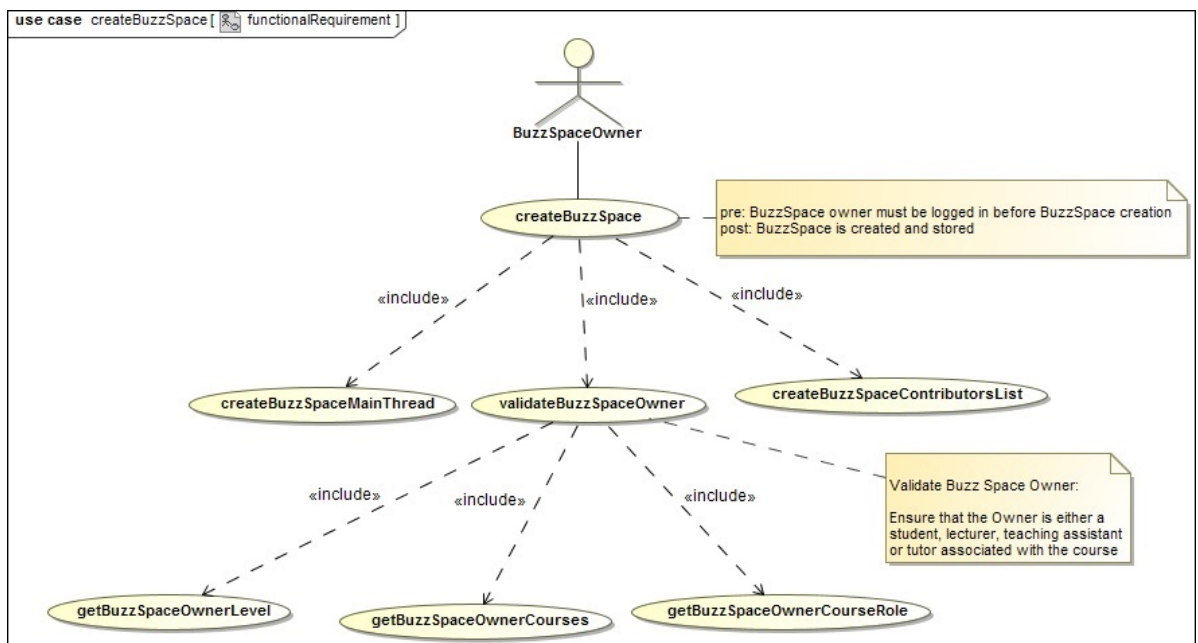 use case createBuzzSpace [ functionalRequirement ]
BuzzSpaceOwner
createBuzzSpace
pre: BuzzSpace owner must be logged in before BuzzSpace creation
post: BuzzSpace is created and stored
«include»
«include»
«include»
createBuzzSpaceMainThread
validateBuzzSpaceOwner
createBuzzSpaceContributorsList
Validate Buzz Space Owner:
Ensure that the Owner is either a
student, lecturer, teaching assistant
or tutor associated with the course
«include»
«include»
«include»
getBuzzSpaceOwnerLevel
getBuzzSpaceOwnerCourses
getBuzzSpaceOwnerCourseRole